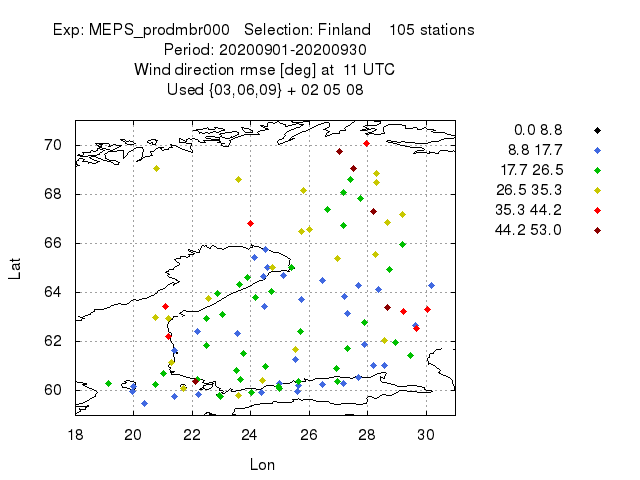 Exp: MEPS_prodmbr000 Selection: Finland 105 stations
Period: 20200901-20200930
Wind direction rmse [deg] at 11 UTC
Used {03,06,09} + 02 05 08
0.0 8.8
8.8 17.7
17.7 26.5
26.5 35.3
35.3 44.2
44.2 53.0
70
68
66
64
62
60
Lat
18 20 22 24 26 28 30
Lon